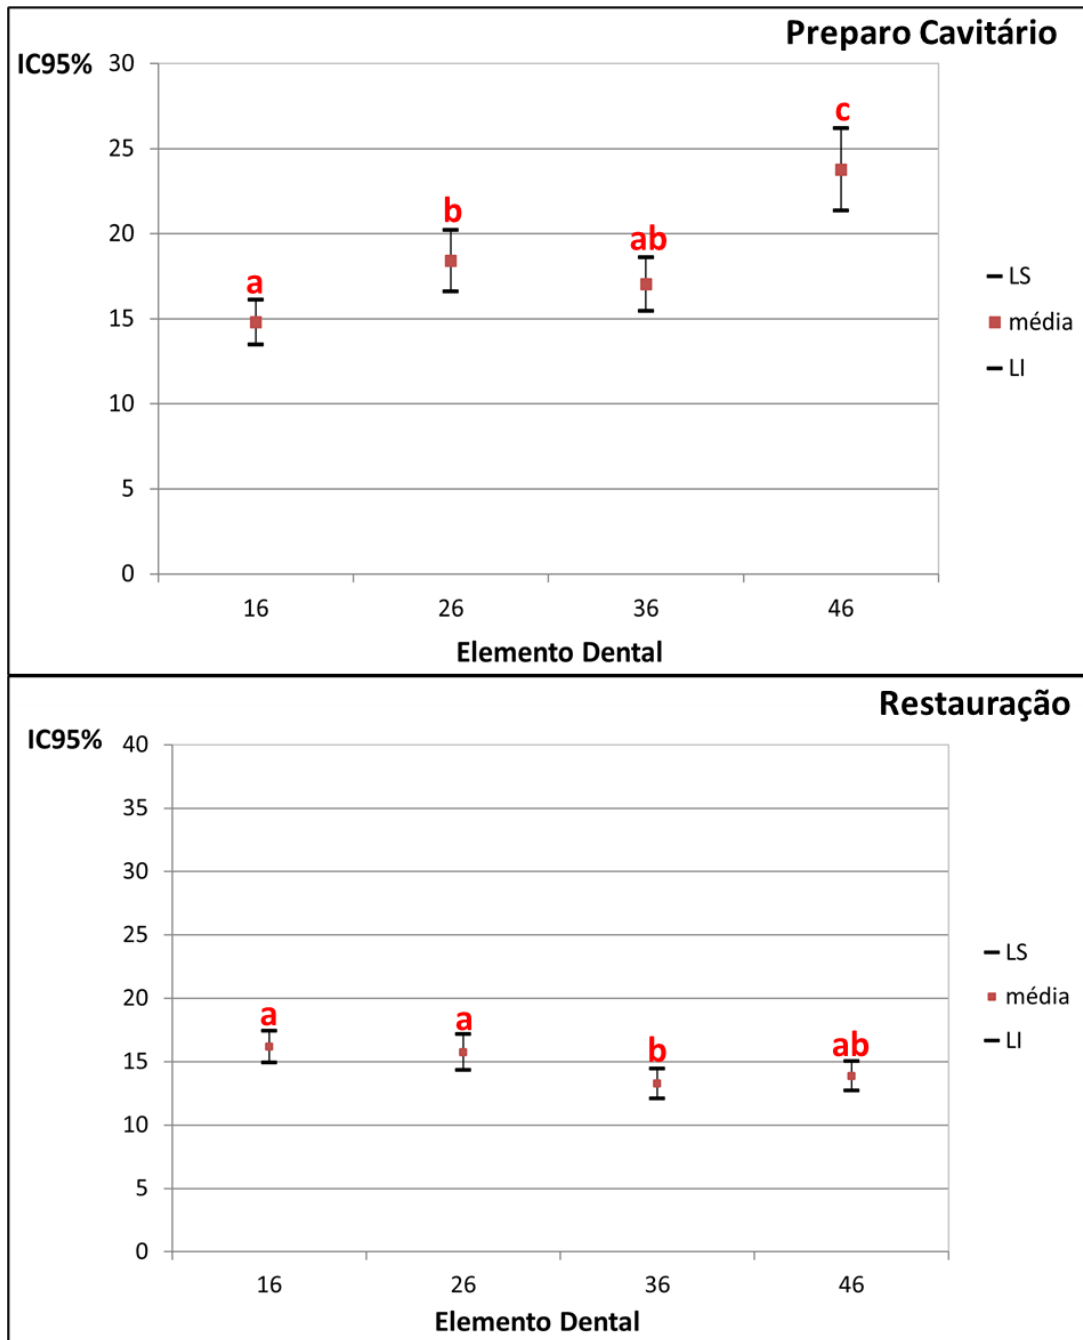 Preparo Cavitário
IC95%
30
25
20
15
10
5
0
a
b
ab
c
LS
média
LI
16 26 36 46
Elemento Dental
Restauração
IC95%
40
35
30
25
20
15
10
5
0
a
a
b
ab
LS
média
LI
16 26 36 46
Elemento Dental